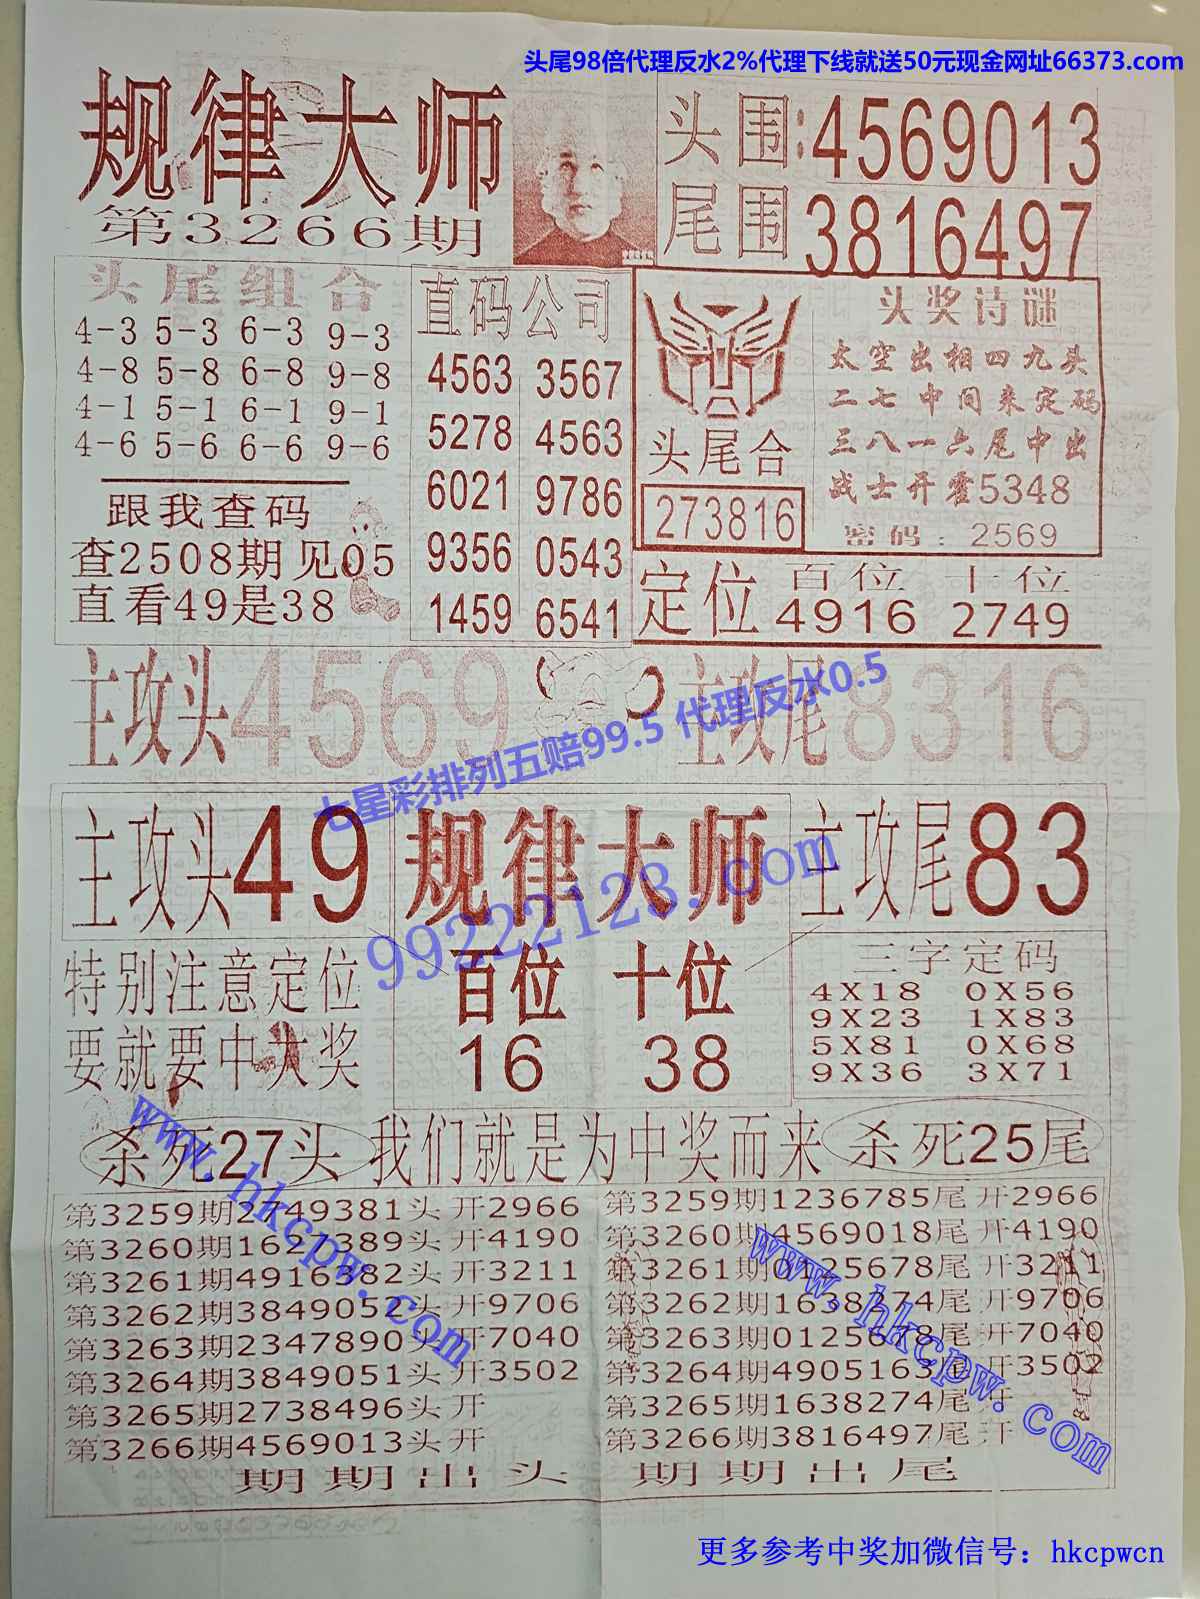 头尾98倍代理反水2%代理下线就送50元现金网址66373.com
规律大师
第3266期
头围:4569013
尾围3816497
头尾组合
4-3 5-3 6-3 9-3
4-8 5-8 6-8 9-8
4-1 5-1 6-1 9-1
4-6 5-6 6-6 9-6
跟我查码
查2508期见05
直看49是38
直码公司
4563 3567
5278 4563
6021 9786
9356 0543
1459 6541
头尾合
273816
头奖诗谜
太空出相四九头
二七中间来定码
三八一六尾中出
战士开霍5348
密码:2569
定位
百位 十位
4916 2749
主攻头4569
主攻尾8316
七星彩排列五赔99.5 代理反水0.5
主攻头49
规律大师
主攻尾83
99222123.com
特别注意定位
要就要中大奖
百位 十位
16 38
三字定码
4X18 0X56
9X23 1X83
5X81 0X68
9X36 3X71
www.hkcpw.com
杀死27头
我们就是为中奖而来
杀死25尾
第3259期2749381头开2966
第3260期1627389头开4190
第3261期4916382头开3211
第3262期3849052头开9706
第3263期2347890头开7040
第3264期3849051头开3502
第3265期2738496头开
第3266期4569013头开
期期出头
第3259期1236785尾开2966
第3260期4569018尾开4190
第3261期0125678尾开3211
第3262期1638274尾开9706
第3263期0125678尾开7040
第3264期4905163尾开3502
第3265期1638274尾开
第3266期3816497尾开
期期出尾
www.hkcpw.com
更多参考中奖加微信号：hkcpwcn